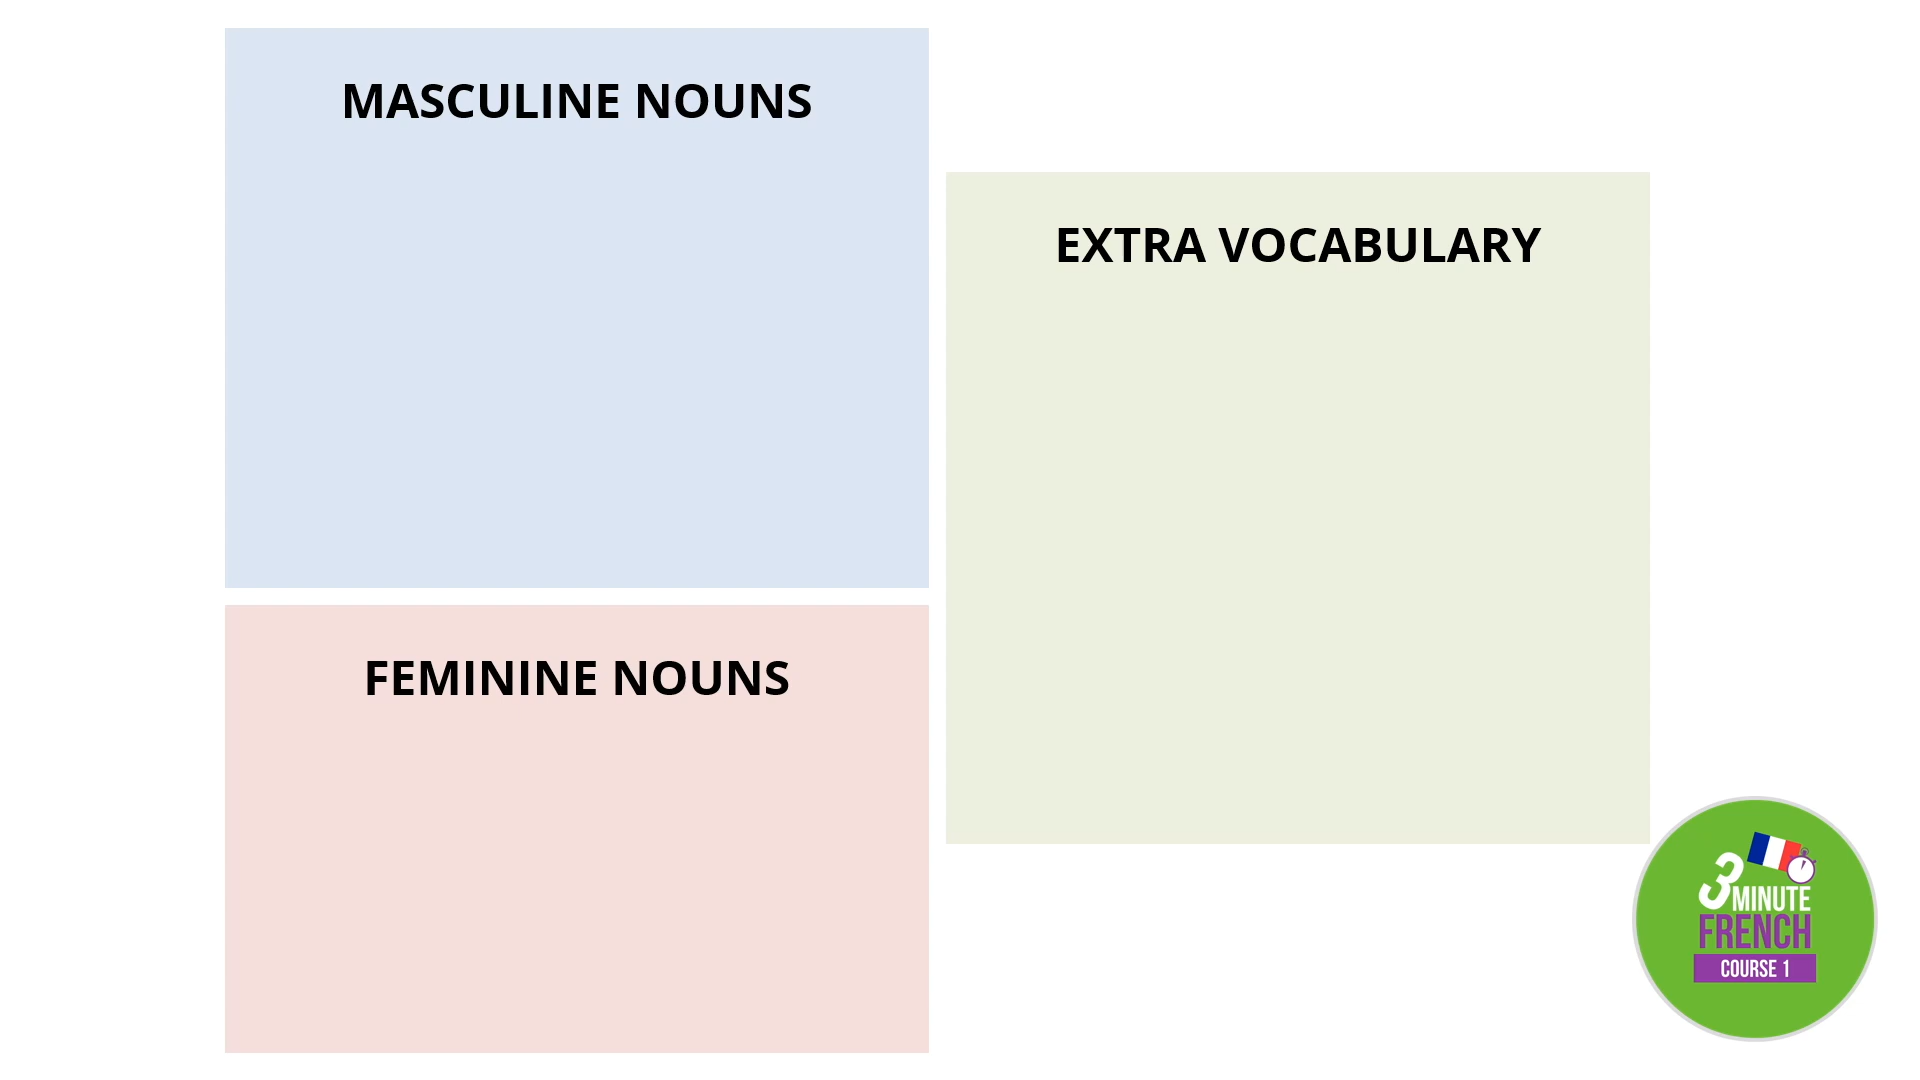 MASCULINE NOUNS
EXTRA VOCABULARY
FEMININE NOUNS
3 MINUTE
FRENCH
COURSE 1